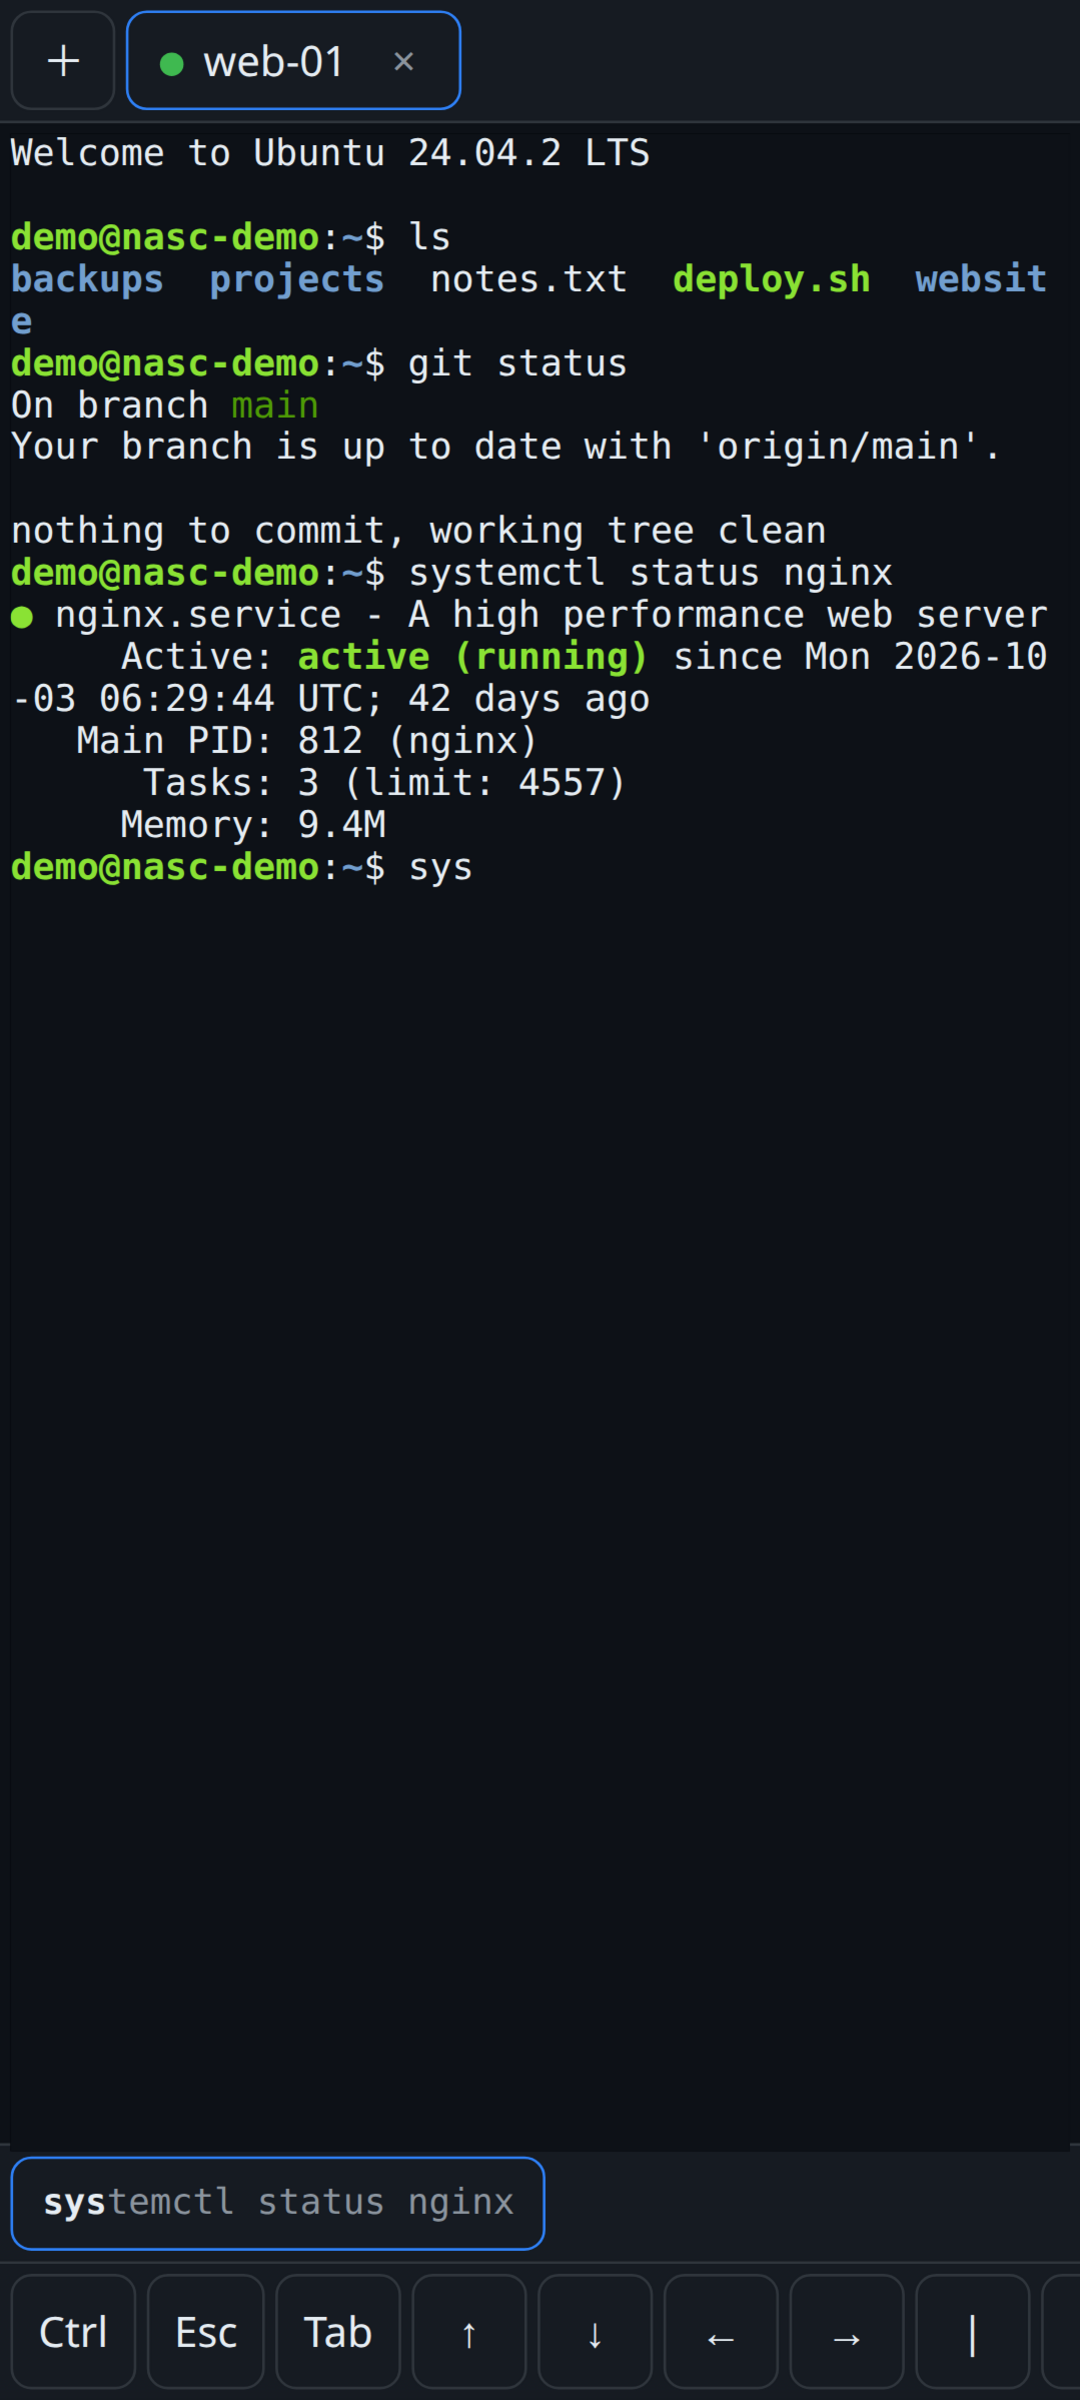 + web-01 ×
Welcome to Ubuntu 24.04.2 LTS
demo@nasc-demo:~$ ls
backups  projects  notes.txt  deploy.sh  websit
e
demo@nasc-demo:~$ git status
On branch main
Your branch is up to date with 'origin/main'.
nothing to commit, working tree clean
demo@nasc-demo:~$ systemctl status nginx
● nginx.service - A high performance web server
     Active: active (running) since Mon 2026-10
-03 06:29:44 UTC; 42 days ago
   Main PID: 812 (nginx)
      Tasks: 3 (limit: 4557)
     Memory: 9.4M
demo@nasc-demo:~$ sys
systemctl status nginx
Ctrl Esc Tab ↑ ↓ ← → |